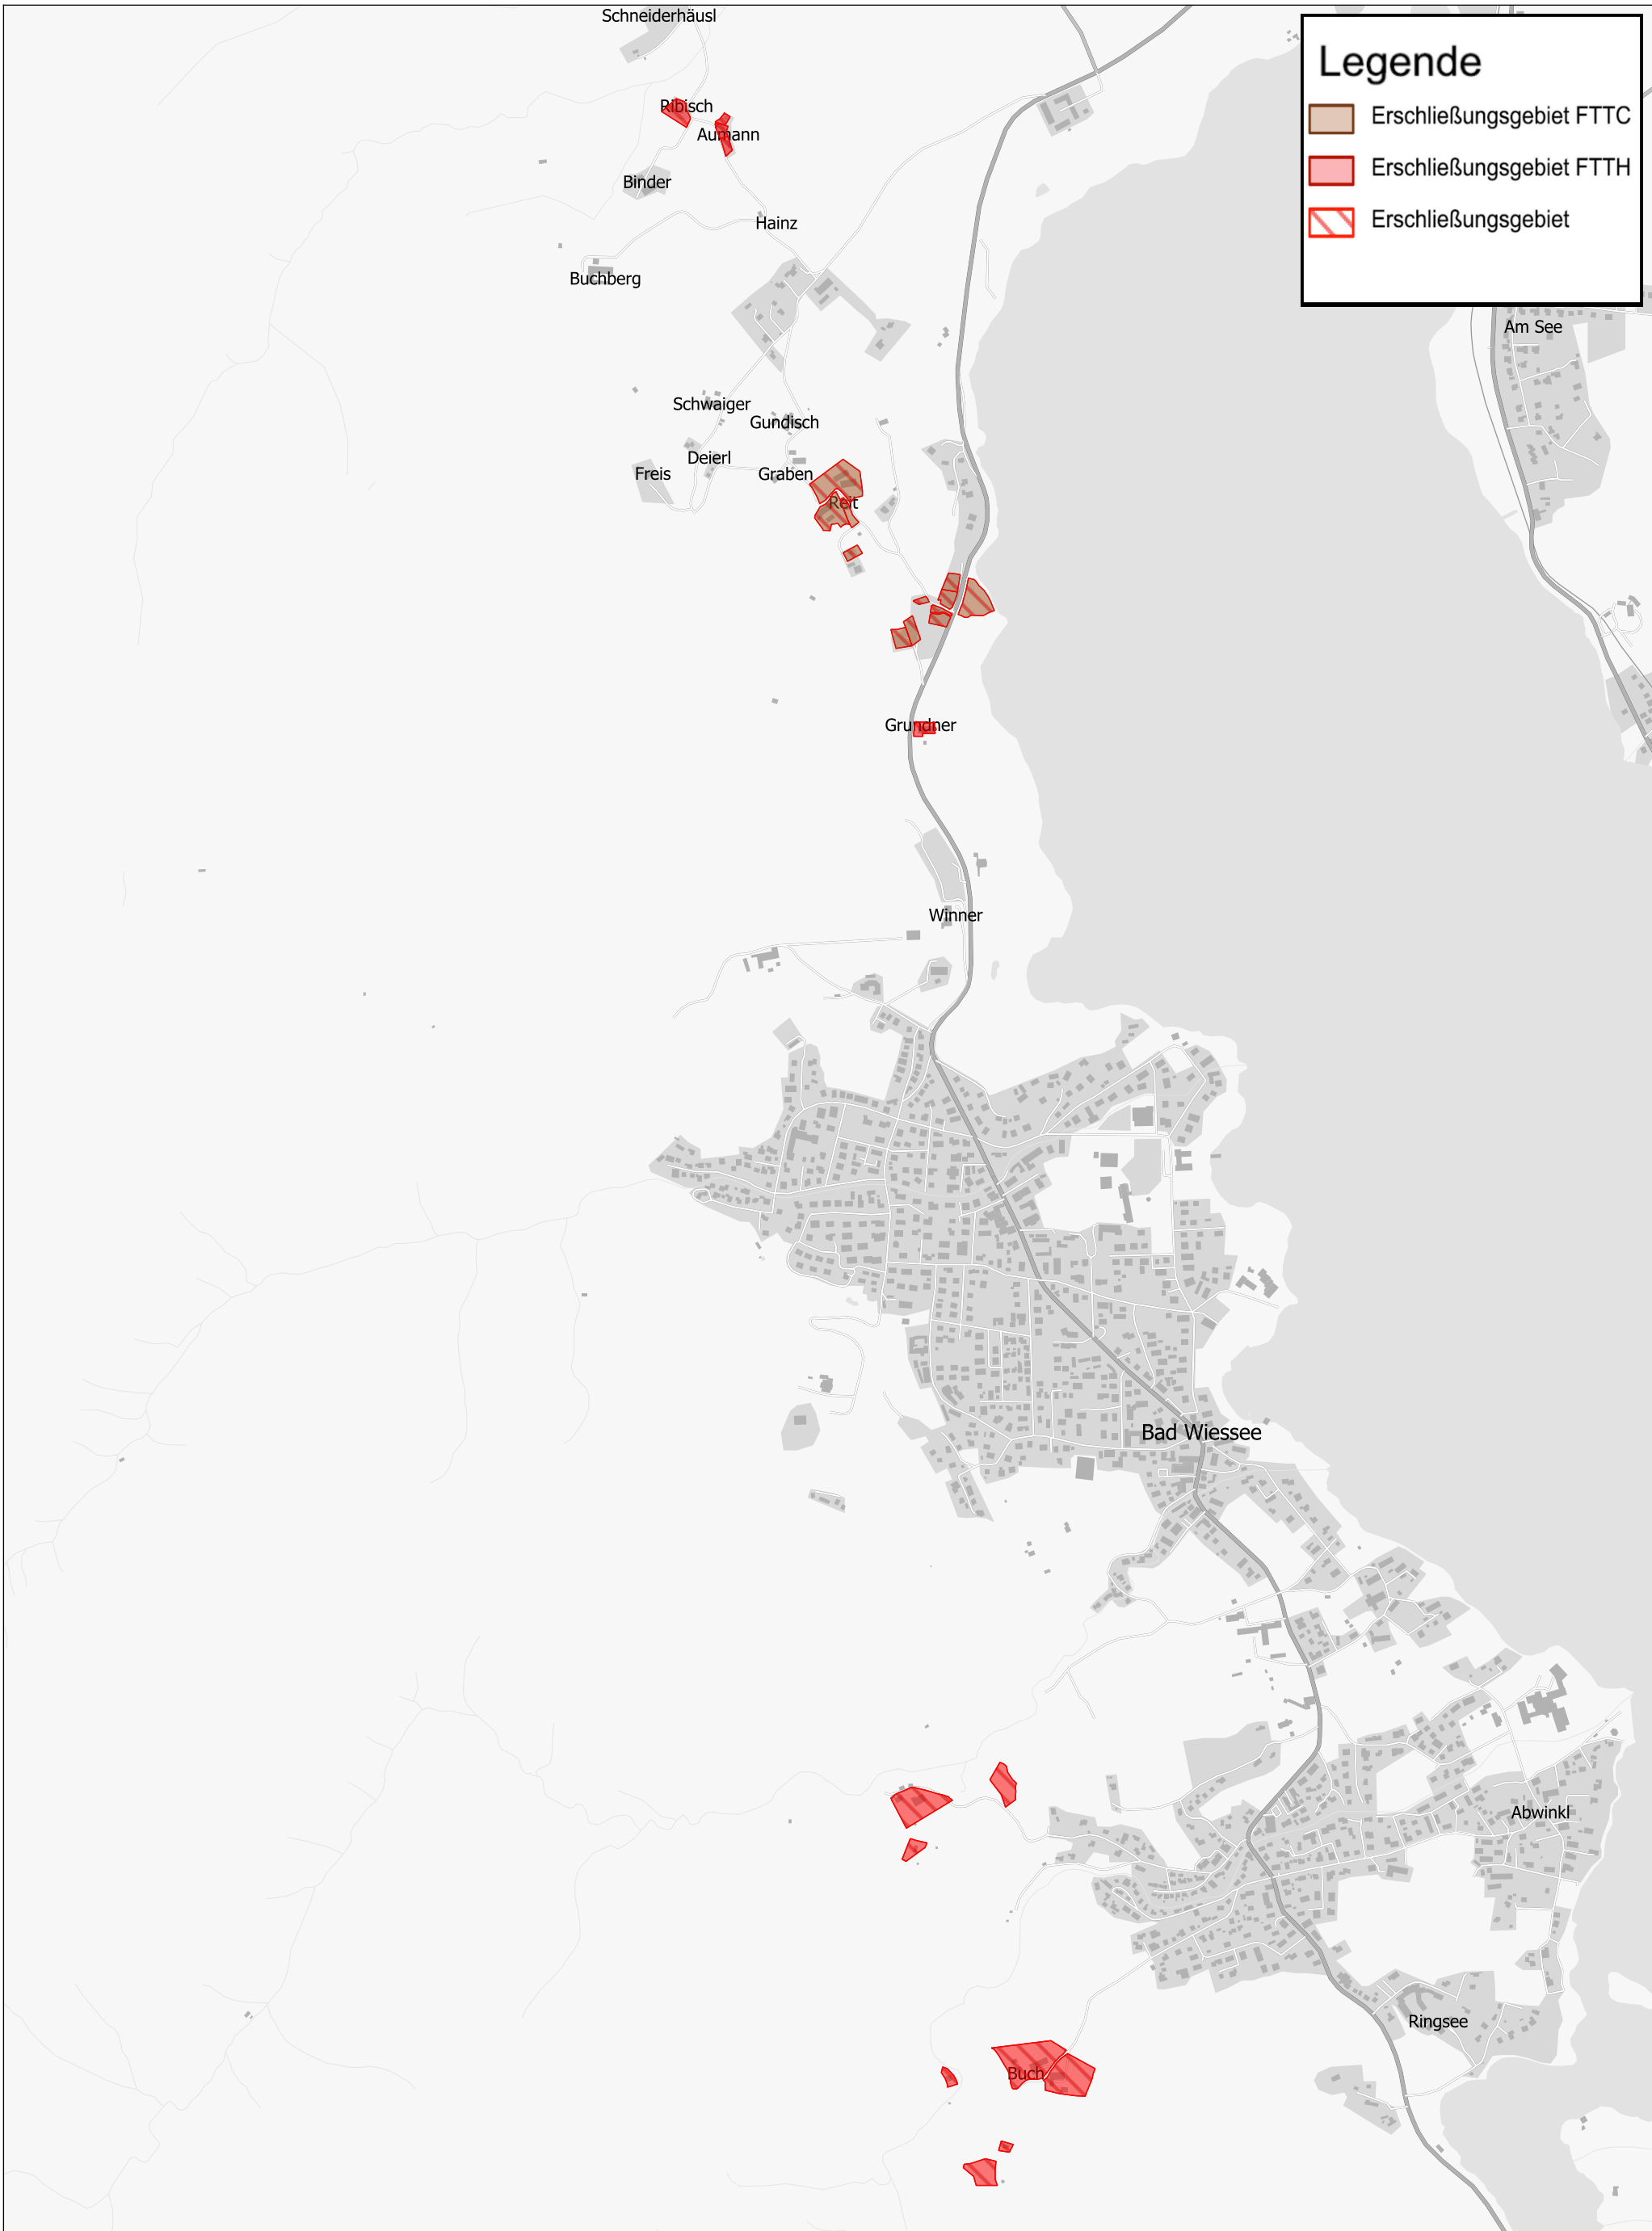 Schneiderhäusl
Legende
Erschließungsgebiet FTTC
Erschließungsgebiet FTTH
Erschließungsgebiet
Ribisch
Aumann
Binder
Hainz
Buchberg
Am See
Schwaiger
Gundisch
Deierl
Freis
Graben
Reit
Grundner
Winner
Bad Wiessee
Abwinkl
Ringsee
Buch